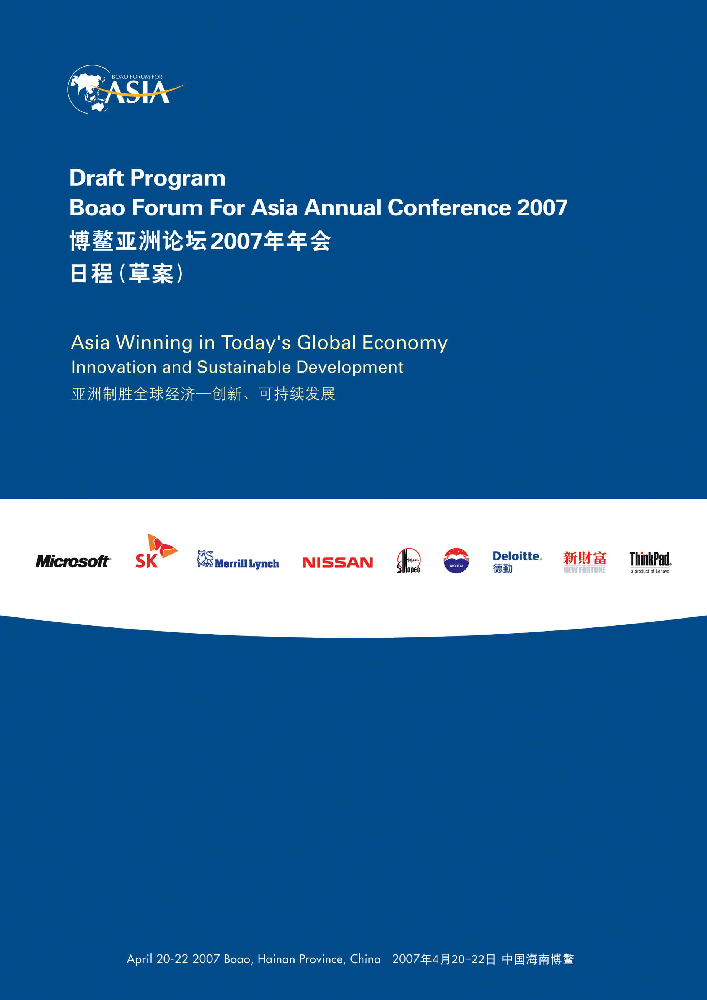 BOAO FORUM FOR
ASIA
Draft Program
Boao Forum For Asia Annual Conference 2007
博鳌亚洲论坛2007年年会
日程(草案)
Asia Winning in Today's Global Economy
Innovation and Sustainable Development
亚洲制胜全球经济—创新、可持续发展
Microsoft®
SK
Merrill Lynch
NISSAN
中国石化
SINOPEC
MOUTAI
Deloitte.
德勤
新財富
NEW FORTUNE
ThinkPad®
a product of Lenovo
April 20-22 2007 Boao, Hainan Province, China 2007年4月20-22日 中国海南博鳌